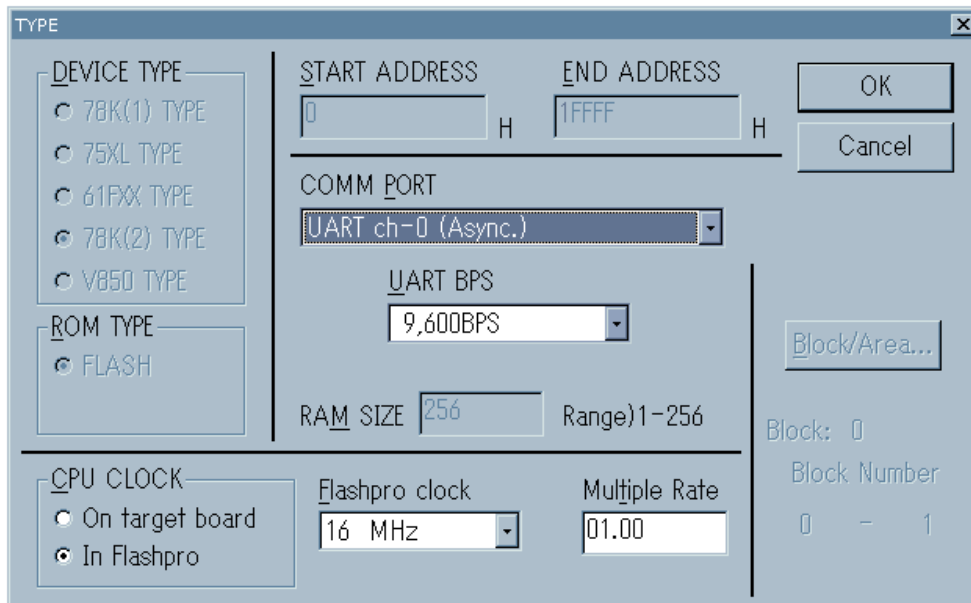 TYPE
DEVICE TYPE
78K(1) TYPE
75XL TYPE
61FXX TYPE
78K(2) TYPE
V850 TYPE
ROM TYPE
FLASH
START ADDRESS
0
H
END ADDRESS
1FFFF
H
OK
Cancel
COMM PORT
UART ch-0 (Async.)
UART BPS
9,600BPS
RAM SIZE 256 Range)1-256
Block/Area...
Block: 0
Block Number
0 - 1
CPU CLOCK
On target board
In Flashpro
Flashpro clock
16 MHz
Multiple Rate
01.00